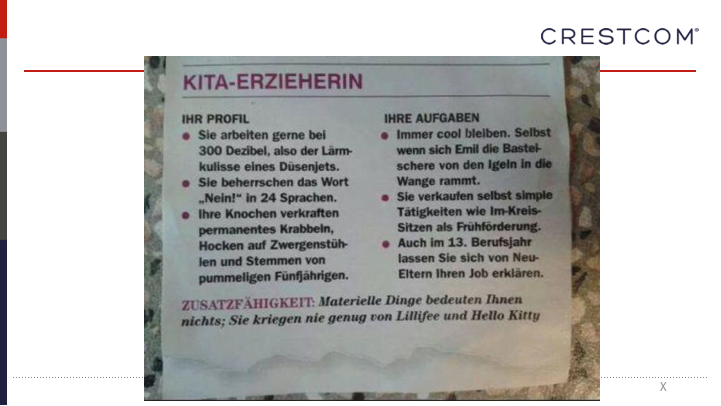 CRESTCOM®
KITA-ERZIEHERIN
IHR PROFIL
● Sie arbeiten gerne bei
300 Dezibel, also der Lärm-
kulisse eines Düsenjets.
● Sie beherrschen das Wort
„Nein!“ in 24 Sprachen.
● Ihre Knochen verkraften
permanentes Krabbeln,
Hocken auf Zwergenstüh-
len und Stemmen von
pummeligen Fünfjährigen.
IHRE AUFGABEN
● Immer cool bleiben. Selbst
wenn sich Emil die Bastel-
schere von den Igeln in die
Wange rammt.
● Sie verkaufen selbst simple
Tätigkeiten wie Im-Kreis-
Sitzen als Frühförderung.
● Auch im 13. Berufsjahr
lassen Sie sich von Neu-
Eltern Ihren Job erklären.
ZUSATZFÄHIGKEIT: Materielle Dinge bedeuten Ihnen
nichts; Sie kriegen nie genug von Lillifee und Hello Kitty
X